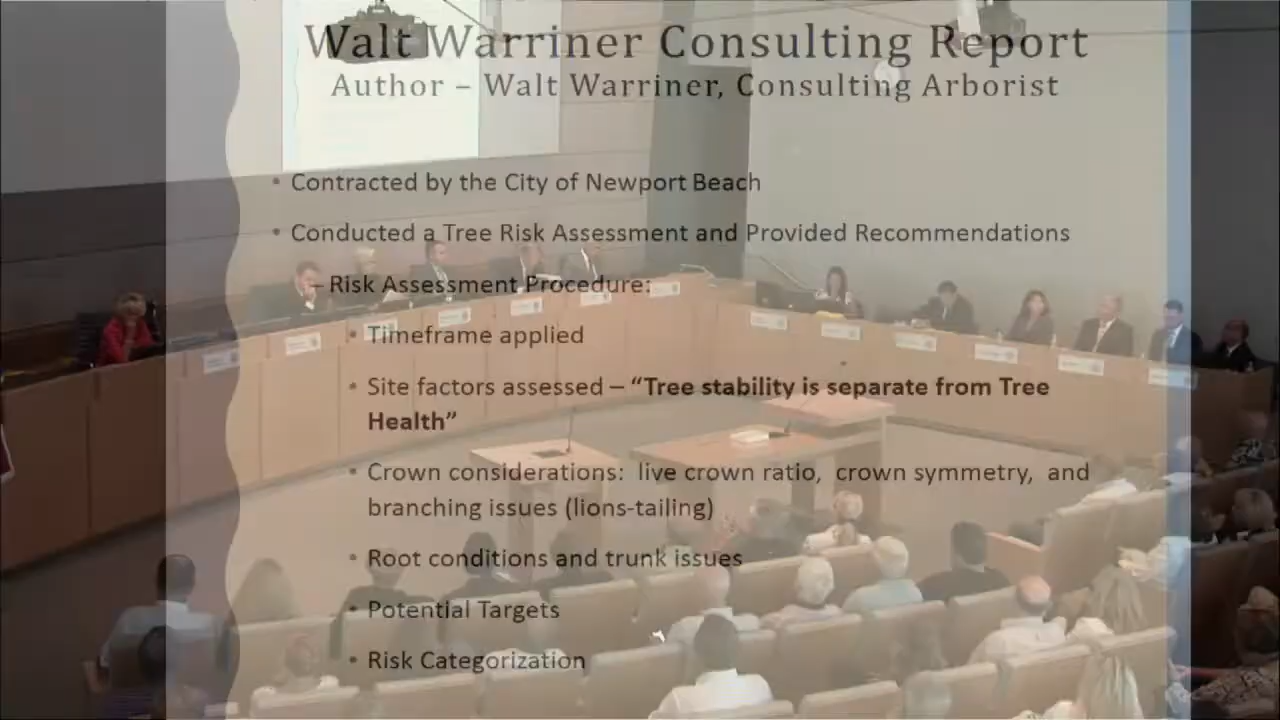 Walt Warriner Consulting Report
Author – Walt Warriner, Consulting Arborist
• Contracted by the City of Newport Beach
• Conducted a Tree Risk Assessment and Provided Recommendations
– Risk Assessment Procedure:
• Timeframe applied
• Site factors assessed – “Tree stability is separate from Tree
Health”
• Crown considerations: live crown ratio, crown symmetry, and
branching issues (lions-tailing)
• Root conditions and trunk issues
• Potential Targets
• Risk Categorization